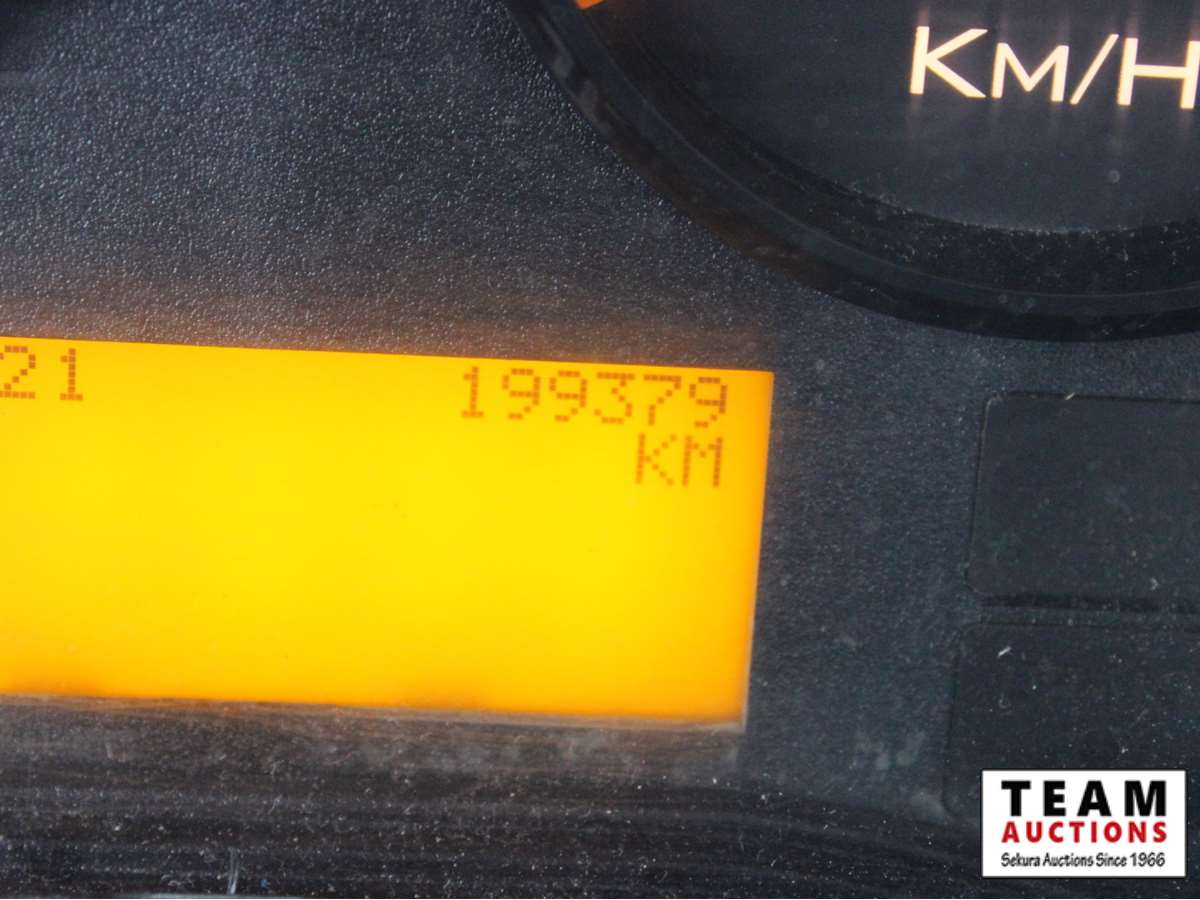 KM/H
21 199379
KM
TEAM
AUCTIONS
Sekura Auctions Since 1966